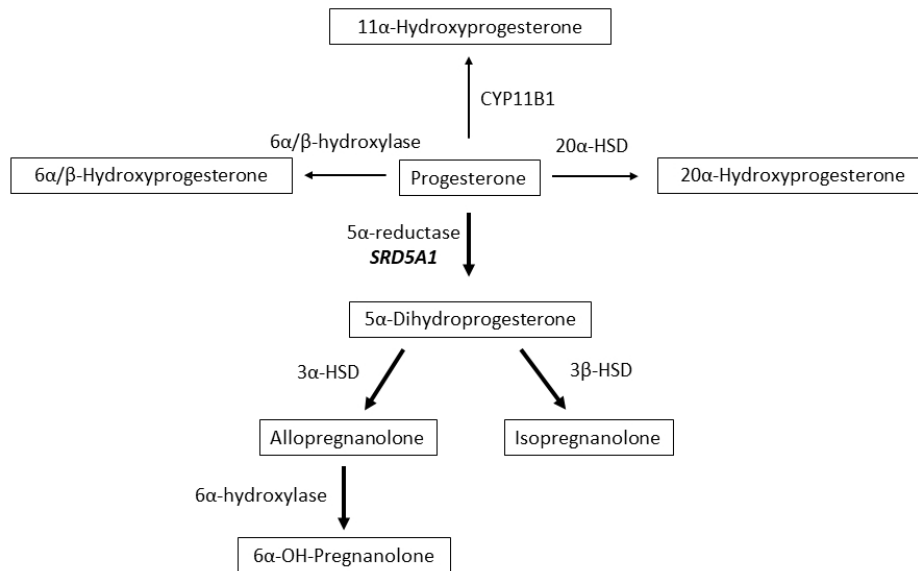 11α-Hydroxyprogesterone
CYP11B1
6α/β-hydroxylase
20α-HSD
6α/β-Hydroxyprogesterone
Progesterone
20α-Hydroxyprogesterone
5α-reductase
SRD5A1
5α-Dihydroprogesterone
3α-HSD
3β-HSD
Allopregnanolone
Isopregnanolone
6α-hydroxylase
6α-OH-Pregnanolone